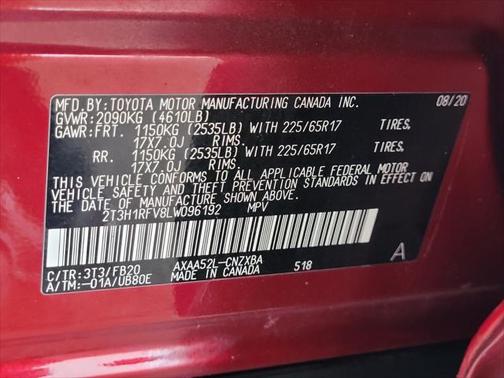 MFD. BY: TOYOTA MOTOR MANUFACTURING CANADA INC. 08/20
GVWR: 2090KG (4610LB)
GAWR: FRT. 1150KG (2535LB) WITH 225/65R17 TIRES,
17X7.0J RIMS,
RR. 1150KG (2535LB) WITH 225/65R17 TIRES,
17X7.0J RIMS.
THIS VEHICLE CONFORMS TO ALL APPLICABLE FEDERAL MOTOR
VEHICLE SAFETY AND THEFT PREVENTION STANDARDS IN EFFECT ON
THE DATE OF MANUFACTURE SHOWN ABOVE.
2T3H1RFV8LW096192 MPV
C/TR: 3T3/FB20 AXAA52L-CNZXBA A
A/TM: -01A/UB80E MADE IN CANADA 518